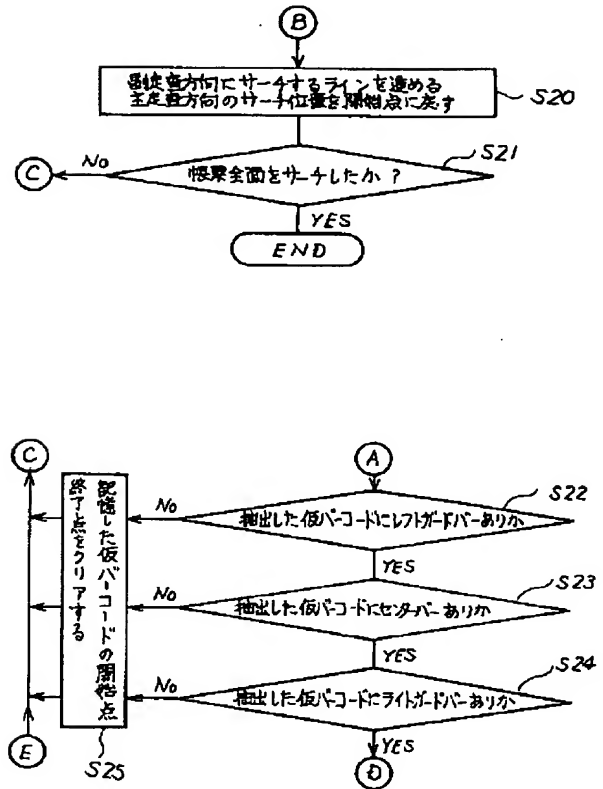 B
副走査方向にサーチするラインを進める
主走査方向のサーチ位置を開始点に戻す
S20
S21
C
NO
帳票全面をサーチしたか?
YES
END
C
A
S22
記憶した仮バーコードの開始点
終了点をクリアする
No
抽出した仮バーコードにレフトガードバーありか
YES
S23
No
抽出した仮バーコードにセンターバーありか
YES
S24
No
抽出した仮バーコードにライトガードバーありか
YES
E
S25
D